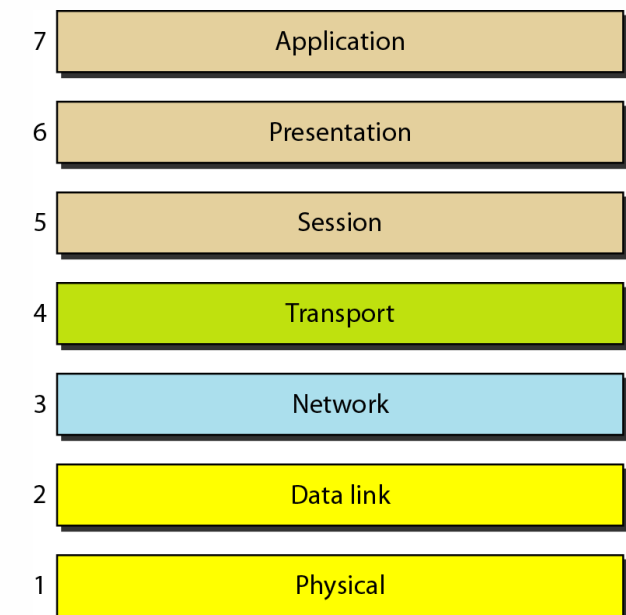 7 Application
6 Presentation
5 Session
4 Transport
3 Network
2 Data link
1 Physical